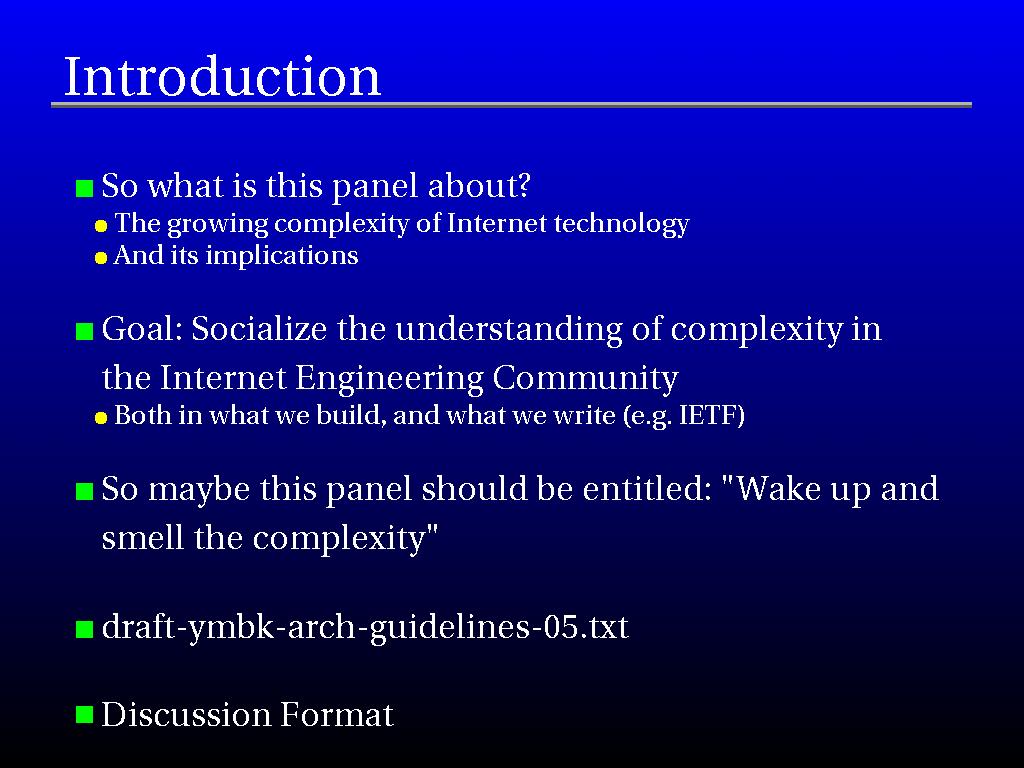 Introduction
So what is this panel about?
The growing complexity of Internet technology
And its implications
Goal: Socialize the understanding of complexity in
the Internet Engineering Community
Both in what we build, and what we write (e.g. IETF)
So maybe this panel should be entitled: "Wake up and
smell the complexity"
draft-ymbk-arch-guidelines-05.txt
Discussion Format